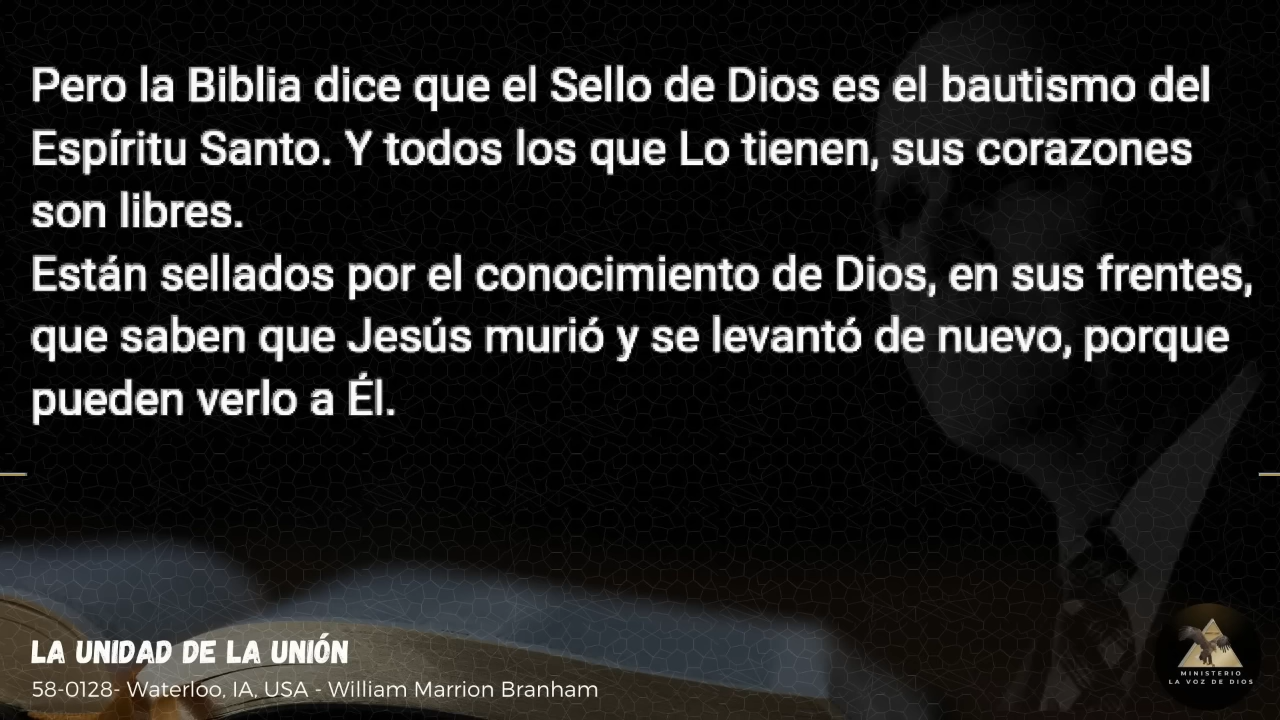 Pero la Biblia dice que el Sello de Dios es el bautismo del
Espíritu Santo. Y todos los que Lo tienen, sus corazones
son libres.
Están sellados por el conocimiento de Dios, en sus frentes,
que saben que Jesús murió y se levantó de nuevo, porque
pueden verlo a Él.
LA UNIDAD DE LA UNIÓN
58-0128- Waterloo, IA, USA - William Marrion Branham
MINISTERIO
LA VOZ DE DIOS